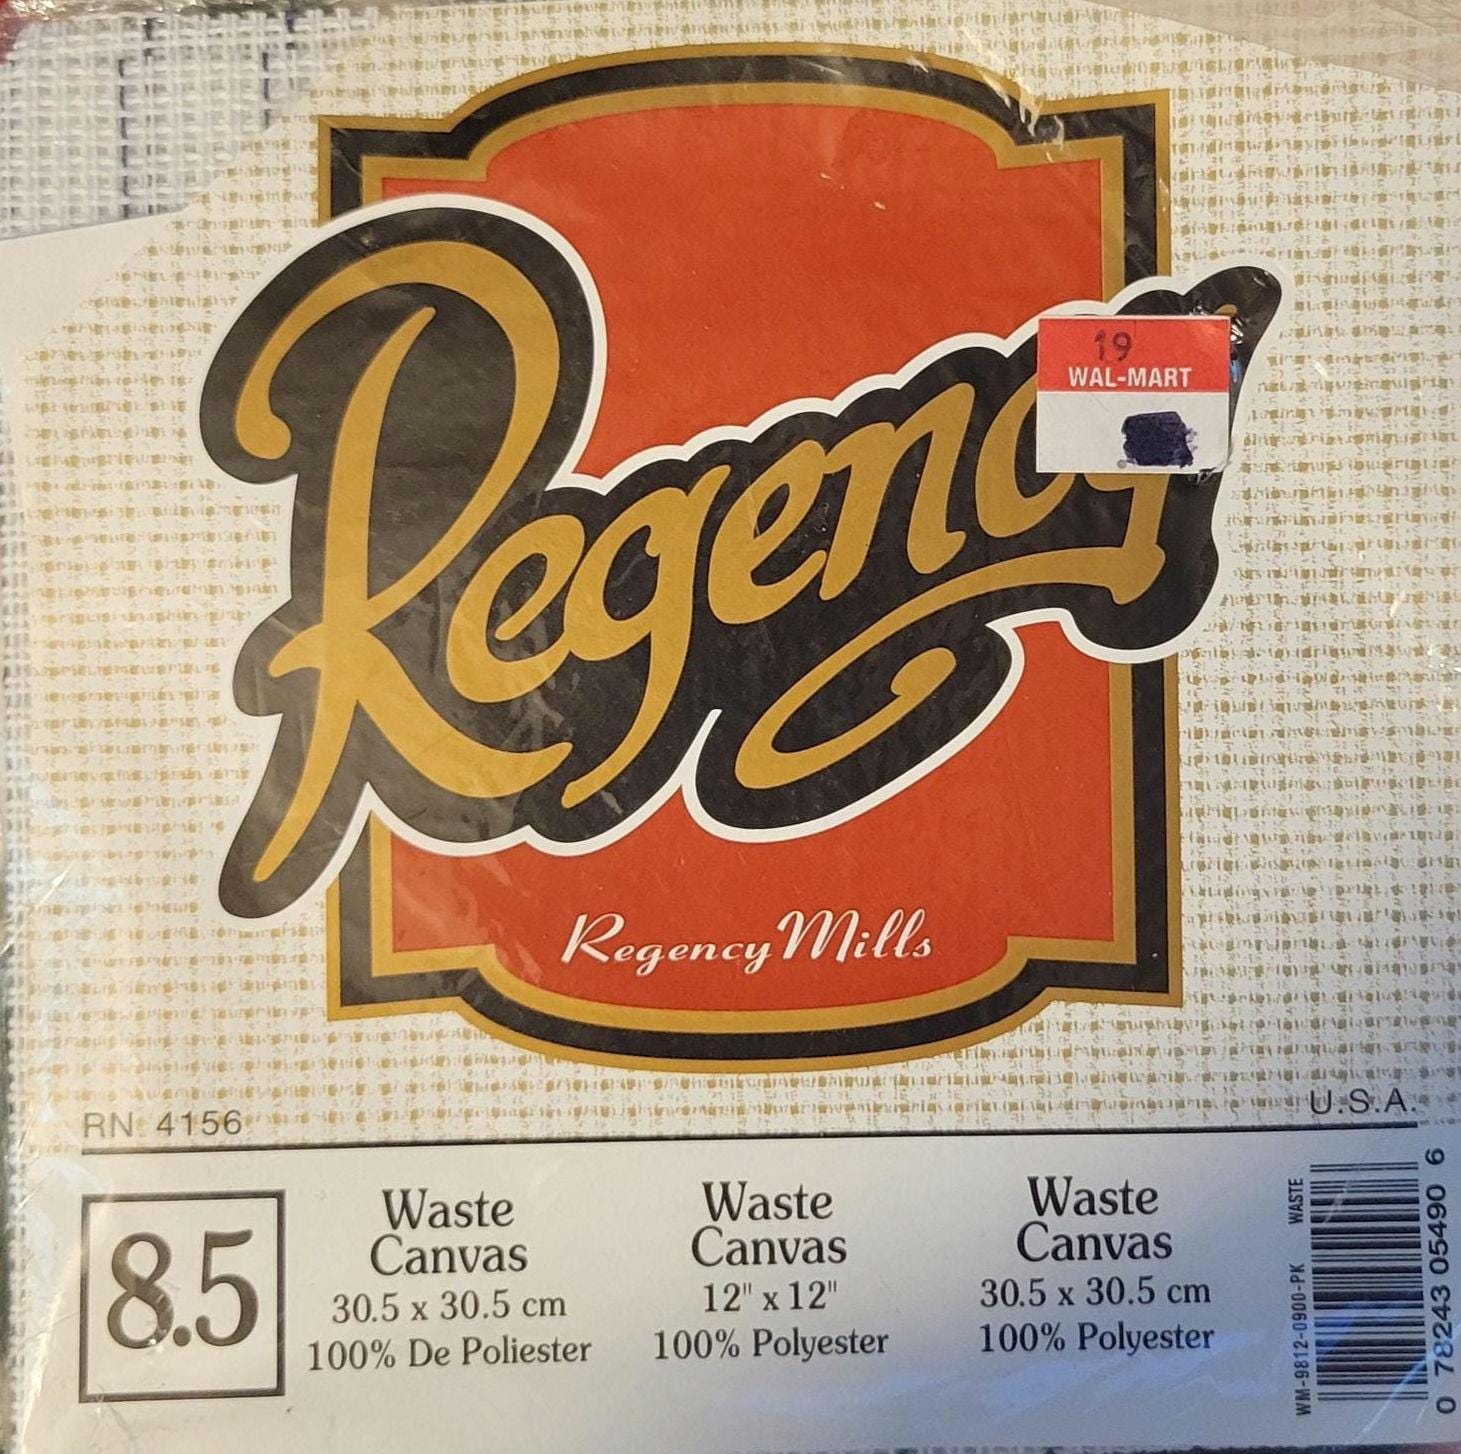 Regency
19
WAL-MART
Regency Mills
RN 4156
U.S.A.
8.5
Waste
Canvas
30.5 x 30.5 cm
100% De Poliester
Waste
Canvas
12" x 12"
100% Polyester
Waste
Canvas
30.5 x 30.5 cm
100% Polyester
WM-9812-0900-PK WASTE
0 78243 05490 6